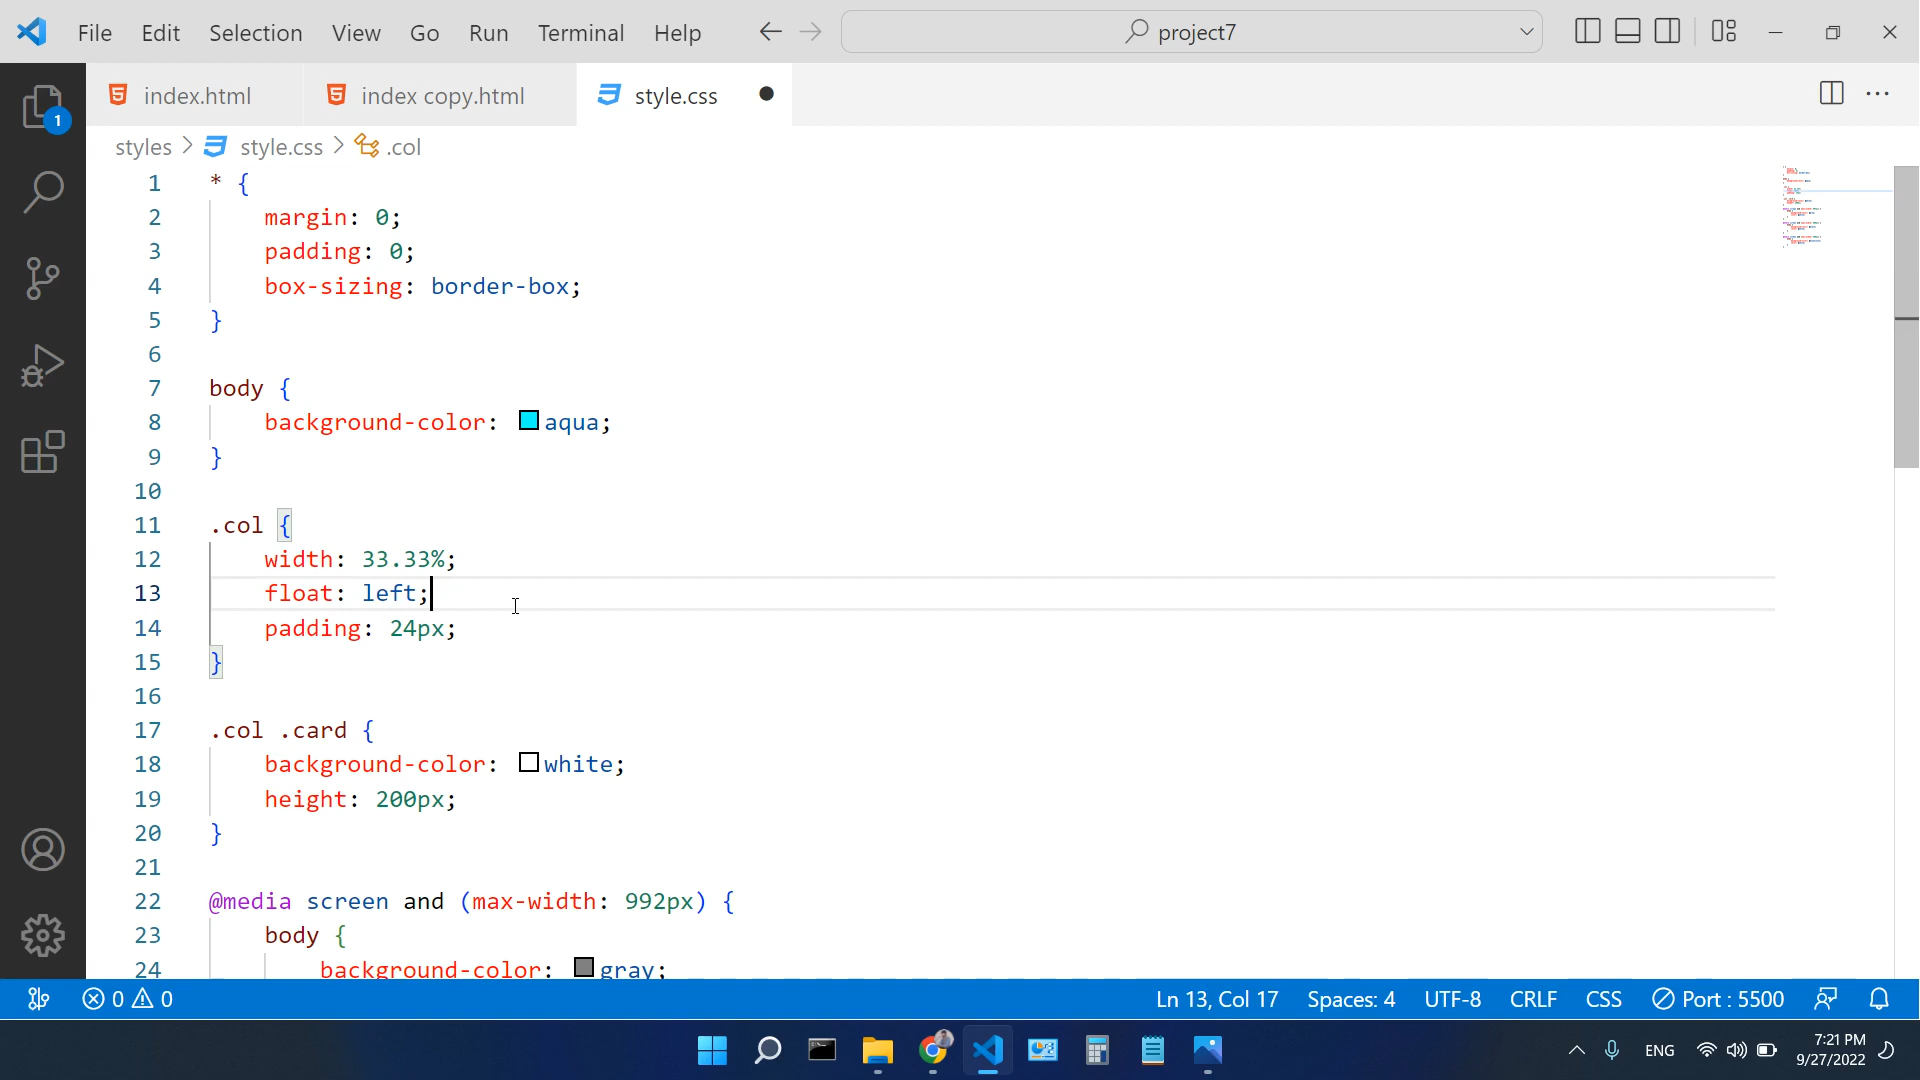 File Edit Selection View Go Run Terminal Help project7
1
index.html index copy.html style.css
styles style.css .col
1 * {
2 margin: 0;
3 padding: 0;
4 box-sizing: border-box;
5 }
6
7 body {
8 background-color: aqua;
9 }
10
11 .col {
12 width: 33.33%;
13 float: left;
14 padding: 24px;
15 }
16
17 .col .card {
18 background-color: white;
19 height: 200px;
20 }
21
22 @media screen and (max-width: 992px) {
23 body {
24 background-color: gray;
0 0 Ln 13, Col 17 Spaces: 4 UTF-8 CRLF CSS Port : 5500
ENG 7:21 PM
9/27/2022